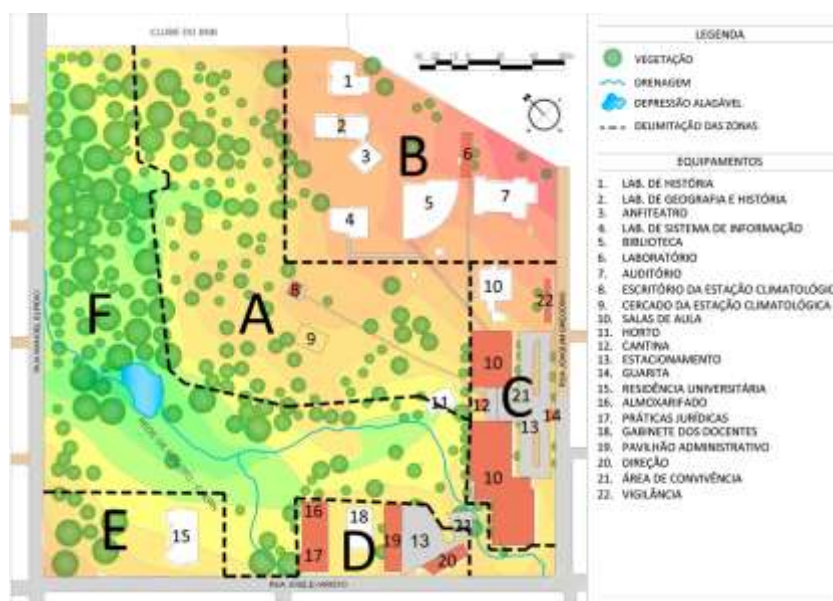 CLUBE DO BNB
1
2
3
B
6
4
5
7
F
A
8
9
10
22
10
11
12
21
C
13
14
10
E
15
16
18
17
D
19
13
21
20
LEGENDA
VEGETAÇÃO
DRENAGEM
DEPRESSÃO ALAGÁVEL
DELIMITAÇÃO DAS ZONAS
EQUIPAMENTOS
1. LAB. DE HISTÓRIA
2. LAB. DE GEOGRAFIA E HISTÓRIA
3. ANFITEATRO
4. LAB. DE SISTEMA DE INFORMAÇÃO
5. BIBLIOTECA
6. LABORATÓRIO
7. AUDITÓRIO
8. ESCRITÓRIO DA ESTAÇÃO CLIMATOLÓGIC
9. CERCADO DA ESTAÇÃO CLIMATOLÓGICA
10. SALAS DE AULA
11. HORTO
12. CANTINA
13. ESTACIONAMENTO
14. GUARITA
15. RESIDÊNCIA UNIVERSITÁRIA
16. ALMOXARIFADO
17. PRÁTICAS JURÍDICAS
18. GABINETE DOS DOCENTES
19. PAVILHÃO ADMINISTRATIVO
20. DIREÇÃO
21. ÁREA DE CONVIVÊNCIA
22. VIGILÂNCIA